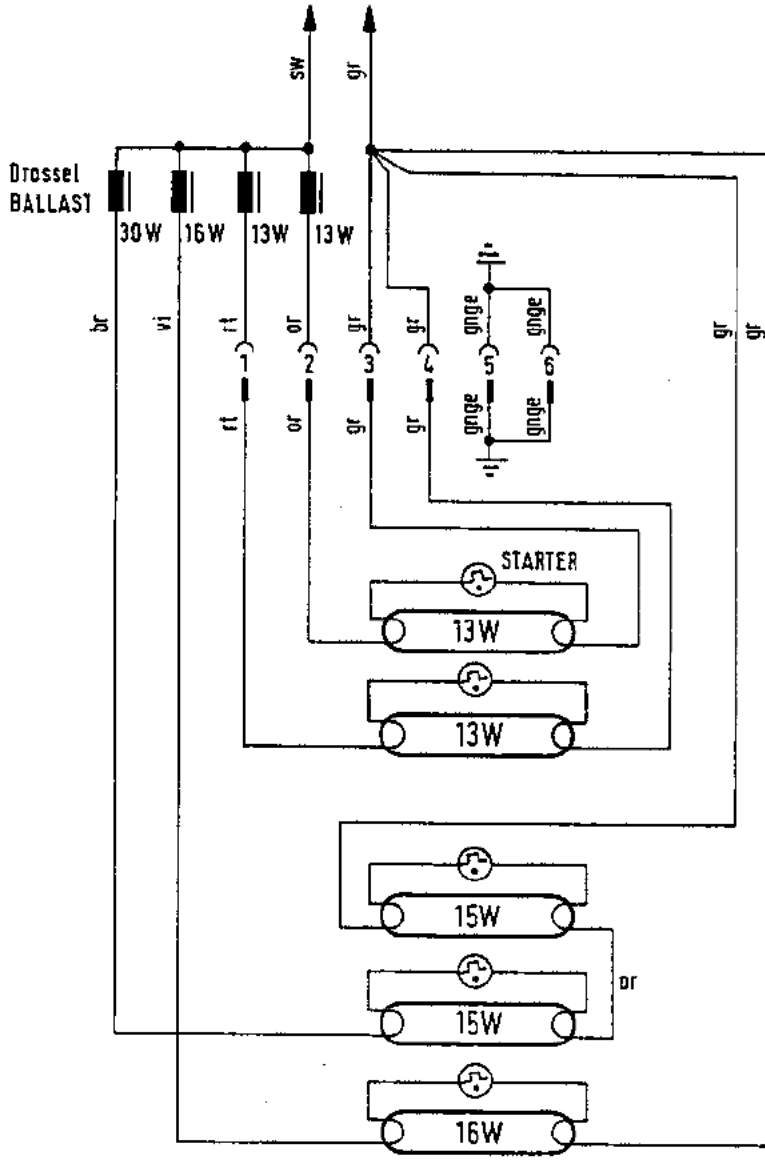 sw
gr
Drossel
BALLAST
30W
16W
13W
13W
br
vi
rt
or
gr
gr
gnge
gnge
gr
gr
1
2
3
4
5
6
rt
or
gr
gr
gnge
gnge
STARTER
13W
13W
15W
or
15W
16W